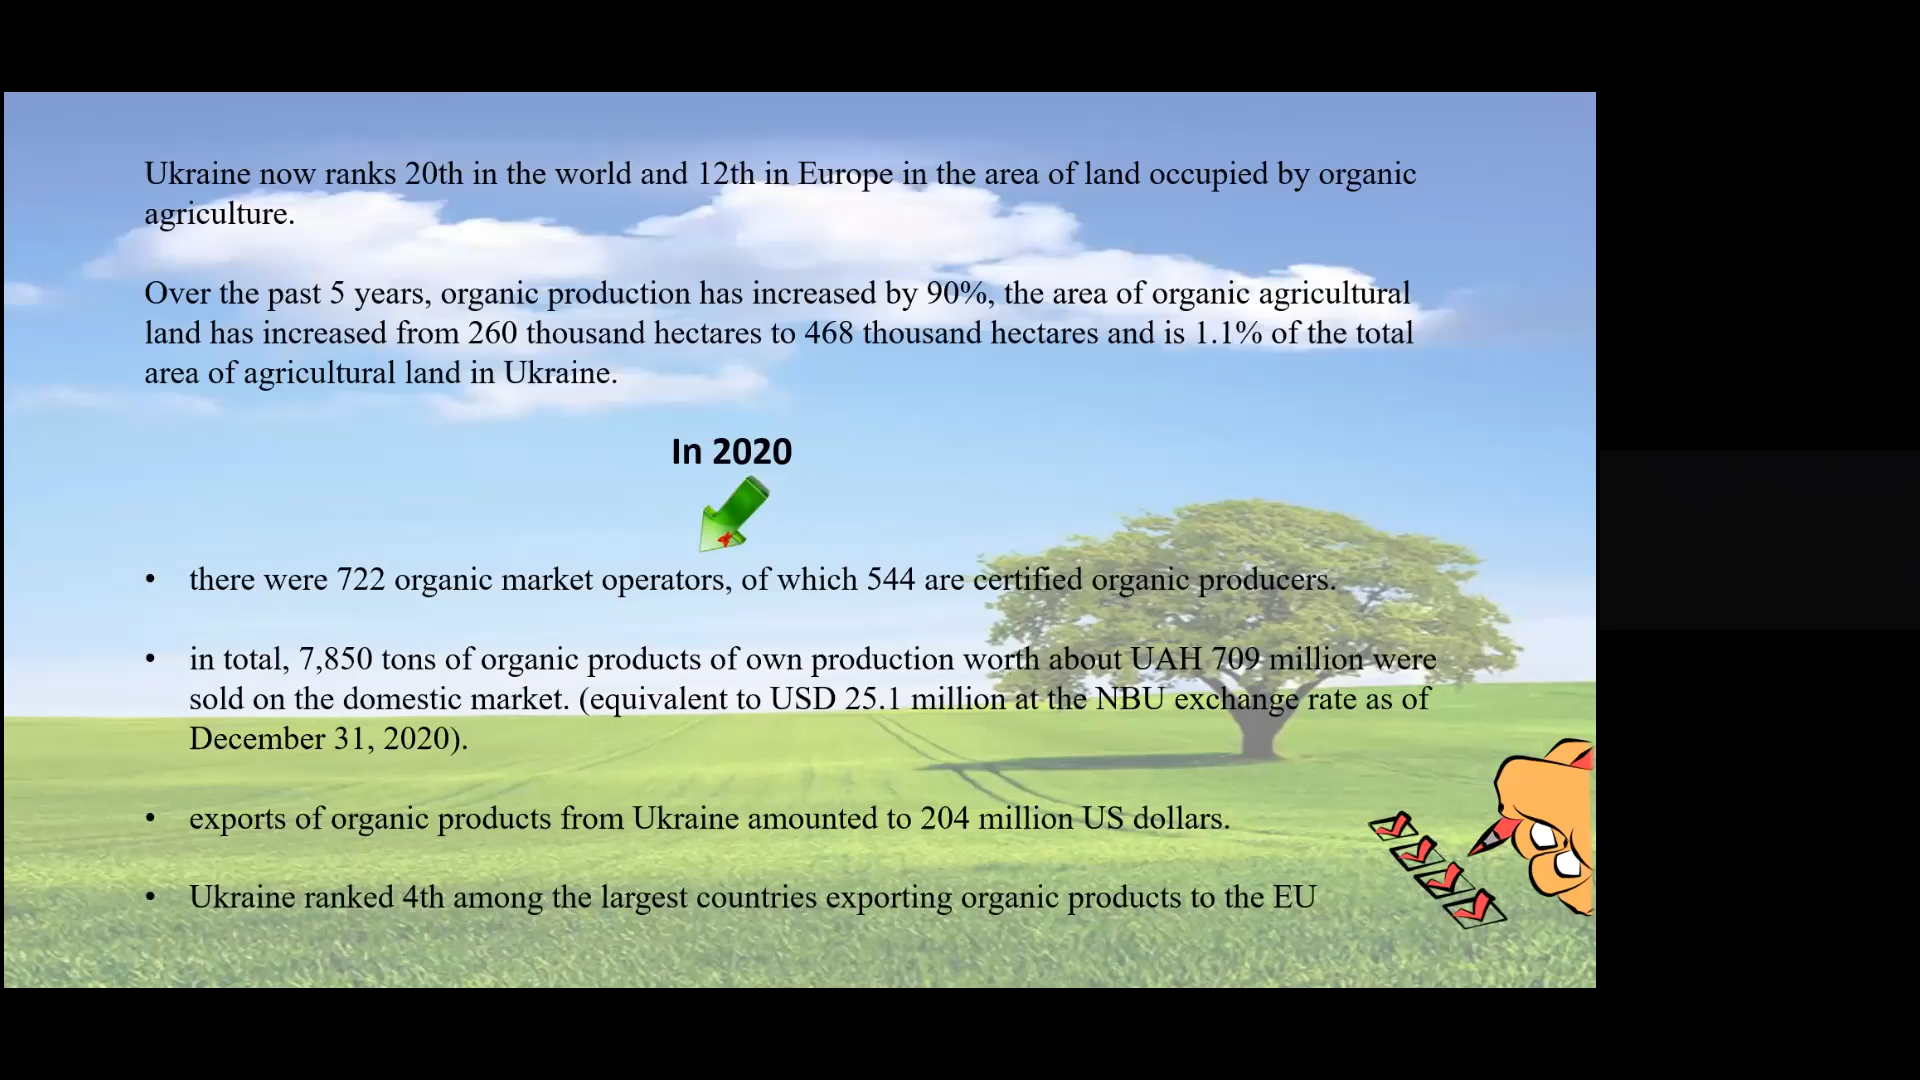 Ukraine now ranks 20th in the world and 12th in Europe in the area of land occupied by organic
agriculture.
Over the past 5 years, organic production has increased by 90%, the area of organic agricultural
land has increased from 260 thousand hectares to 468 thousand hectares and is 1.1% of the total
area of agricultural land in Ukraine.
In 2020
• there were 722 organic market operators, of which 544 are certified organic producers.
• in total, 7,850 tons of organic products of own production worth about UAH 709 million were
sold on the domestic market. (equivalent to USD 25.1 million at the NBU exchange rate as of
December 31, 2020).
• exports of organic products from Ukraine amounted to 204 million US dollars.
• Ukraine ranked 4th among the largest countries exporting organic products to the EU